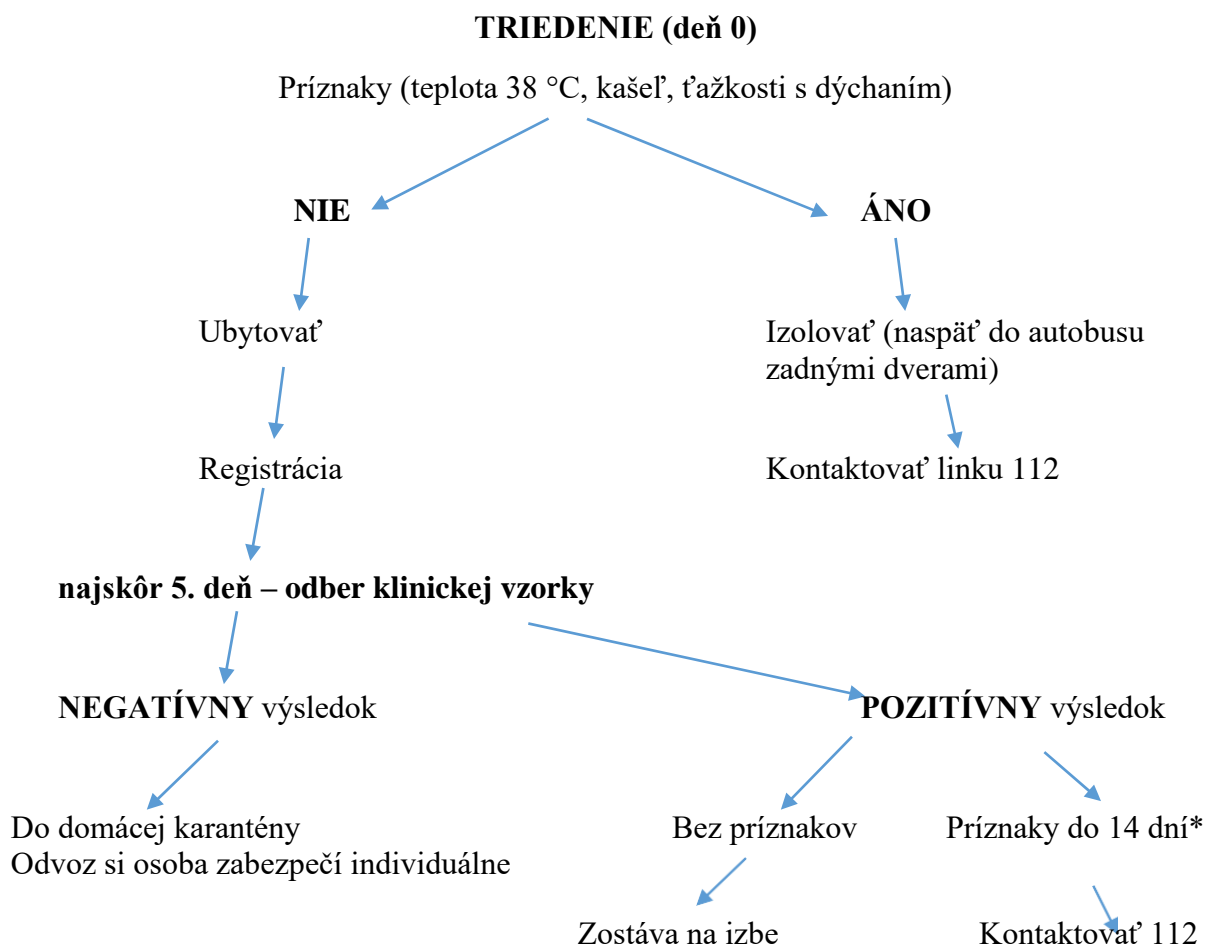 TRIEDENIE (deň 0)
Príznaky (teplota 38 °C, kašeľ, ťažkosti s dýchaním)
NIE
ÁNO
Ubytovať
Izolovať (naspäť do autobusu
zadnými dverami)
Registrácia
Kontaktovať linku 112
najskôr 5. deň – odber klinickej vzorky
NEGATÍVNY výsledok
POZITÍVNY výsledok
Do domácej karantény
Odvoz si osoba zabezpečí individuálne
Bez príznakov
Príznaky do 14 dní*
Zostáva na izbe
Kontaktovať 112